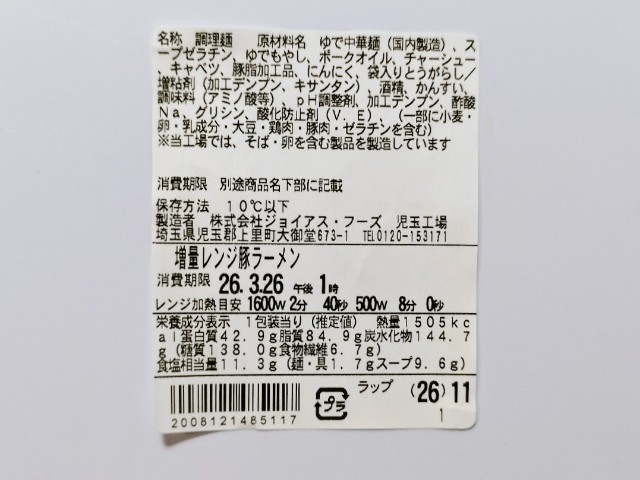 名称 調理麺 原材料名 ゆで中華麺(国内製造)、ス
ープゼラチン、ゆでもやし、ポークオイル、チャーシュー
、キャベツ、豚脂加工品、にんにく、袋入りとうがらし/
増粘剤(加工デンプン、キサンタン)、酒精、かんすい、
調味料(アミノ酸等)、pH調整剤、加工デンプン、酢酸
Na、グリシン、酸化防止剤(V.E)、(一部に小麦・
卵・乳成分・大豆・鶏肉・豚肉・ゼラチンを含む)
※当工場では、そば・卵を含む製品を製造しています
消費期限 別途商品名下部に記載
保存方法 10℃以下
製造者 株式会社ジョイアス・フーズ 児玉工場
埼玉県児玉郡上里町大御堂673-1 TEL0120-153171
増量レンジ豚ラーメン
消費期限 26.3.26 午後 1時
レンジ加熱目安 1600W 2分 40秒 500W 8分 0秒
栄養成分表示 1包装当り(推定値) 熱量1505kc
al蛋白質42.9g脂質84.9g炭水化物144.7
g(糖質138.0g食物繊維6.7g)
食塩相当量11.3g(麺・具1.7gスープ9.6g)
ラップ (26)11
プラ
2008121485117
1